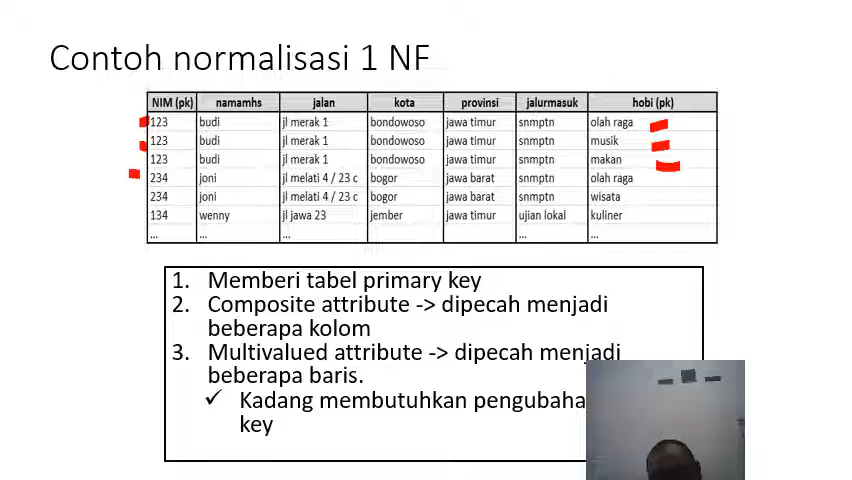 Contoh normalisasi 1 NF
NIM (pk) namamhs jalan kota provinsi jalurmasuk hobi (pk)
123 budi jl merak 1 bondowoso jawa timur snmptn olah raga
123 budi jl merak 1 bondowoso jawa timur snmptn musik
123 budi jl merak 1 bondowoso jawa timur snmptn makan
234 joni jl melati 4 / 23 c bogor jawa barat snmptn olah raga
234 joni jl melati 4 / 23 c bogor jawa barat snmptn wisata
134 wenny jl jawa 23 jember jawa timur ujian lokal kuliner
... ... ... ... ...
1. Memberi tabel primary key
2. Composite attribute -> dipecah menjadi
beberapa kolom
3. Multivalued attribute -> dipecah menjadi
beberapa baris.
✓ Kadang membutuhkan
key